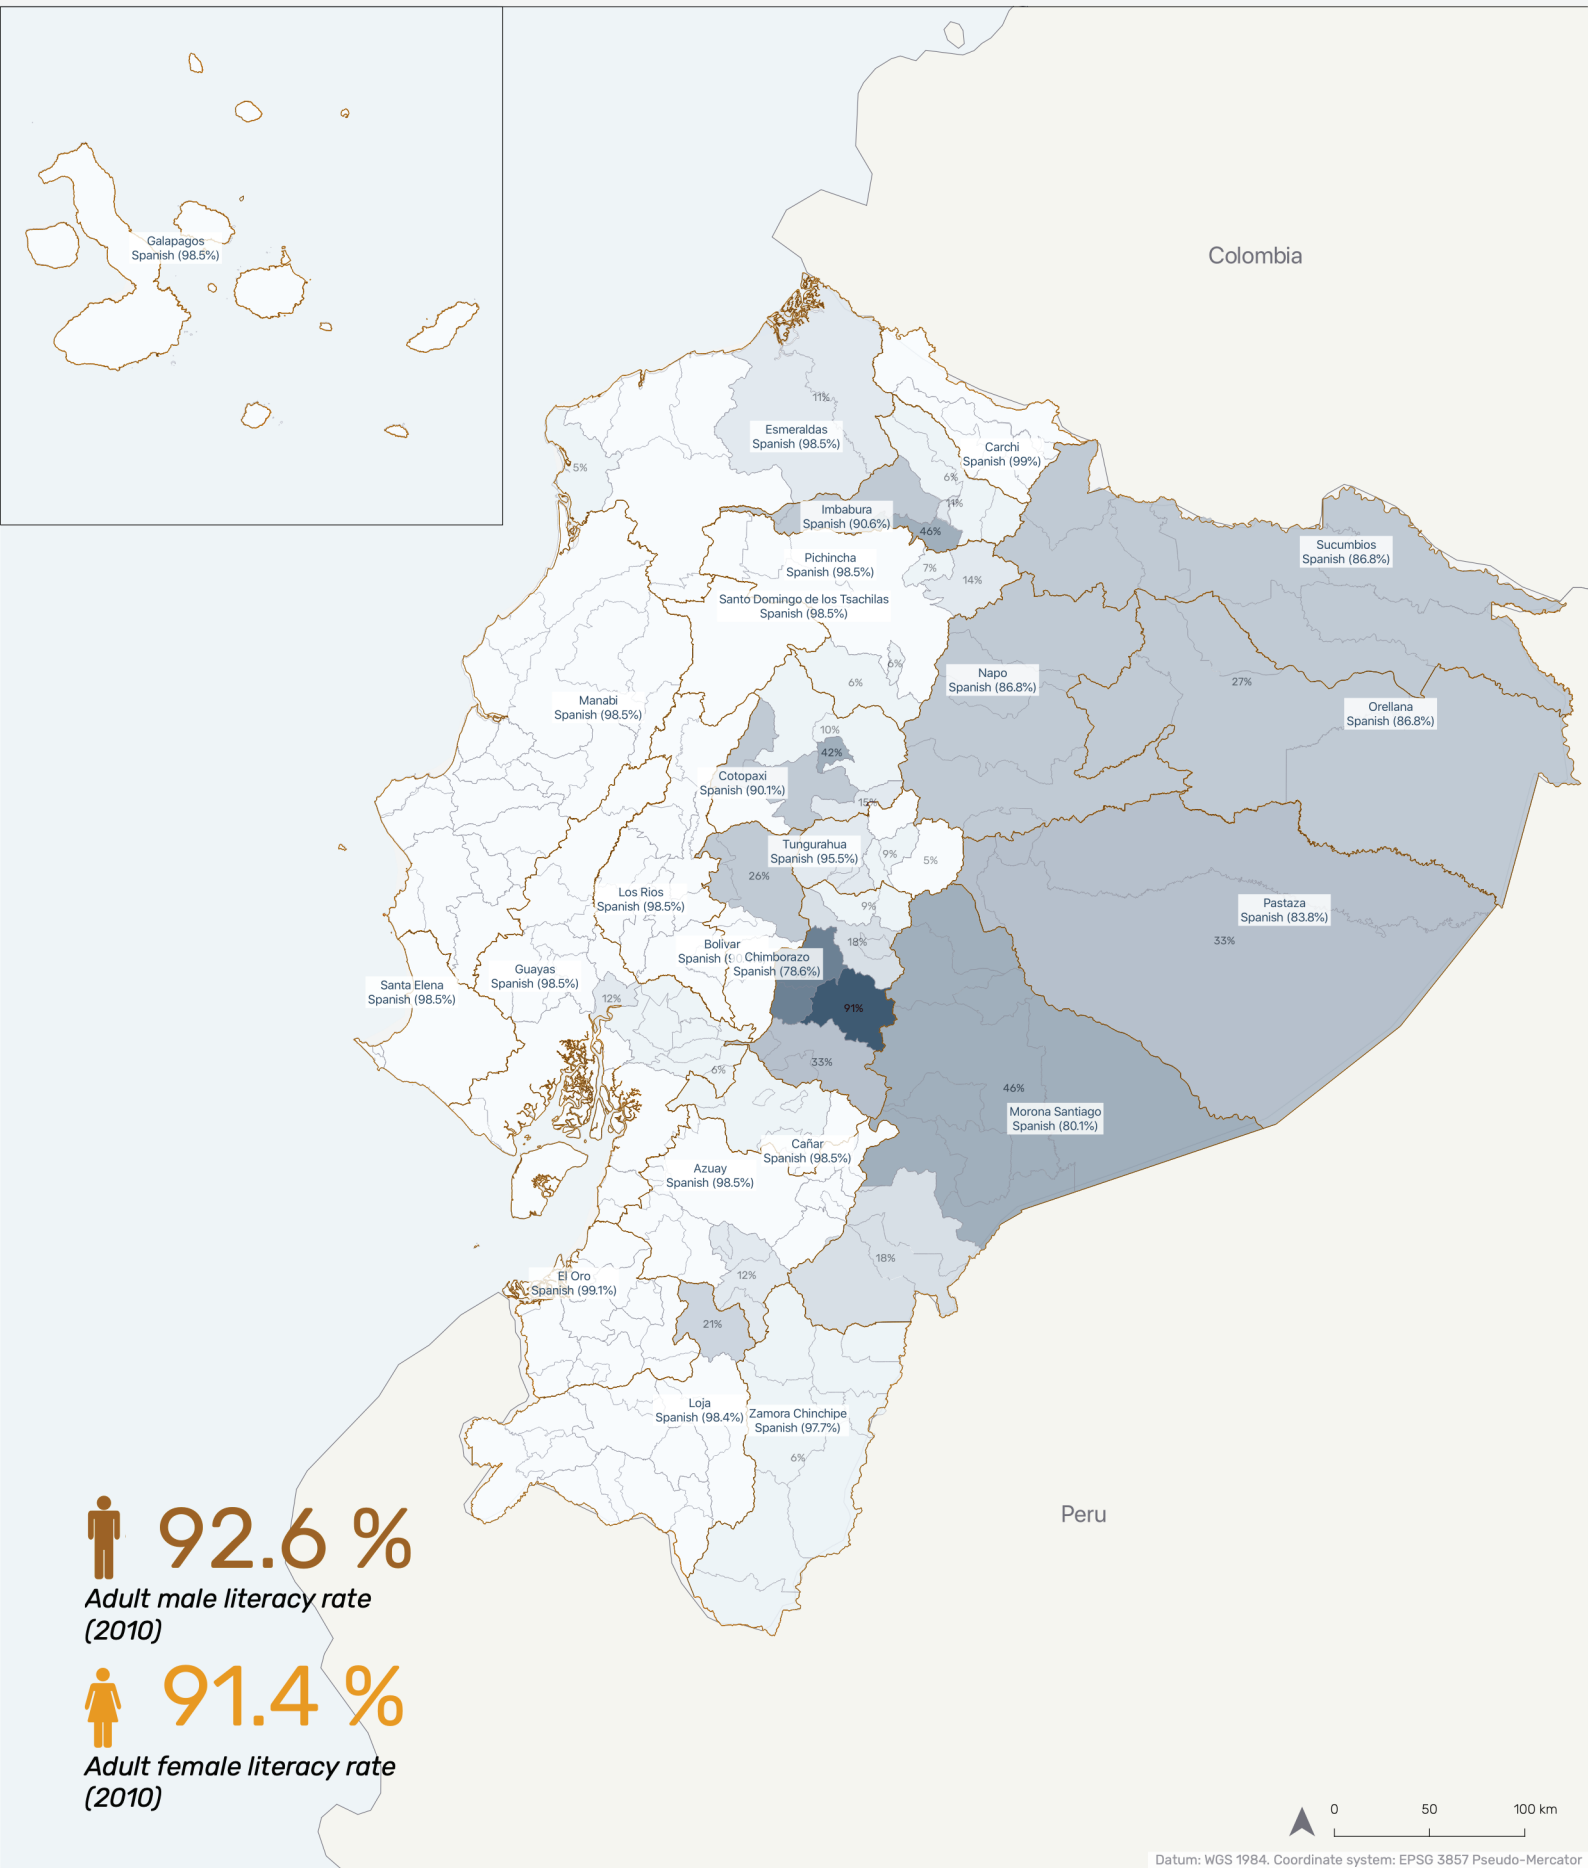 Colombia
Galapagos
Spanish (98.5%)
11%
Esmeraldas
Spanish (98.5%)
Carchi
Spanish (99%)
5%
6%
11%
Imbabura
Spanish (90.6%)
46%
Sucumbios
Spanish (86.8%)
Pichincha
Spanish (98.5%)
7%
14%
Santo Domingo de los Tsachilas
Spanish (98.5%)
6%
6%
Napo
Spanish (86.8%)
27%
Manabi
Spanish (98.5%)
Orellana
Spanish (86.8%)
10%
42%
Cotopaxi
Spanish (90.1%)
15%
Tungurahua
Spanish (95.5%)
9%
5%
26%
Los Rios
Spanish (98.5%)
9%
Pastaza
Spanish (83.8%)
33%
18%
Bolivar
Spanish (90
Chimborazo
Spanish (78.6%)
Guayas
Spanish (98.5%)
Santa Elena
Spanish (98.5%)
12%
91%
33%
6%
46%
Morona Santiago
Spanish (80.1%)
Cañar
Spanish (98.5%)
Azuay
Spanish (98.5%)
18%
12%
El Oro
Spanish (99.1%)
21%
Loja
Spanish (98.4%)
Zamora Chinchipe
Spanish (97.7%)
6%
Peru
92.6 %
Adult male literacy rate
(2010)
91.4 %
Adult female literacy rate
(2010)
0 50 100 km
Datum: WGS 1984. Coordinate system: EPSG 3857 Pseudo-Mercator